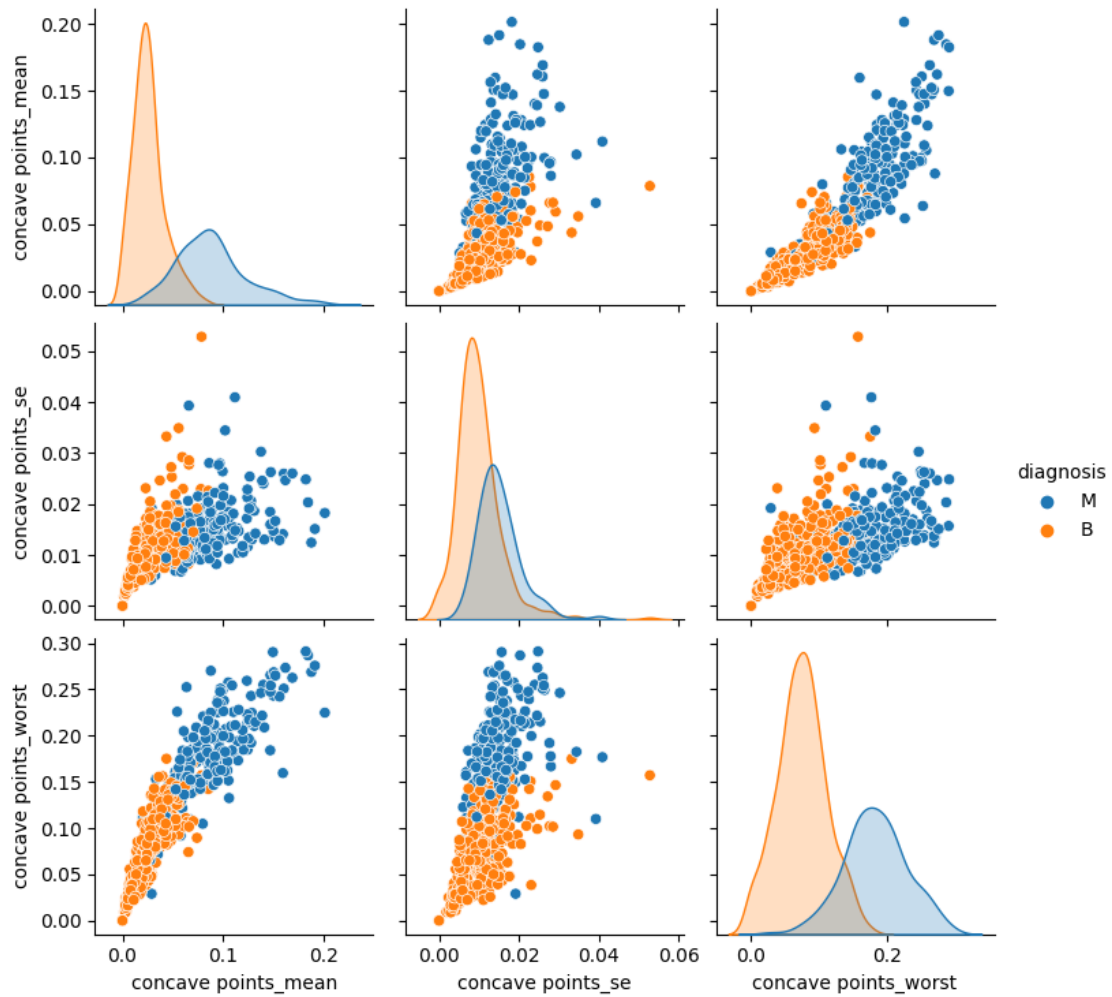 concave points_mean
0.20
0.15
0.10
0.05
0.00
concave points_se
0.05
0.04
0.03
0.02
0.01
0.00
diagnosis
M
B
concave points_worst
0.30
0.25
0.20
0.15
0.10
0.05
0.00
0.0 0.1 0.2
0.00 0.02 0.04 0.06
0.0 0.2
concave points_mean
concave points_se
concave points_worst